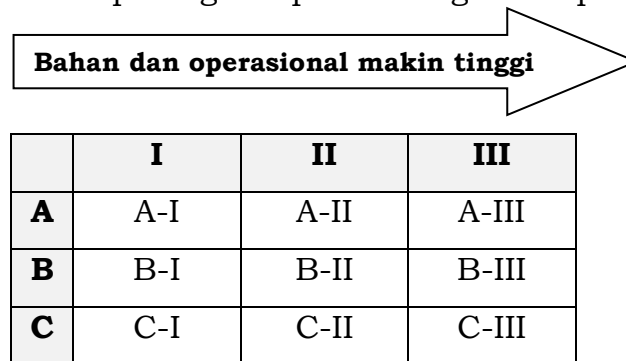 Bahan dan operasional makin tinggi
I II III
A A-I A-II A-III
B B-I B-II B-III
C C-I C-II C-III